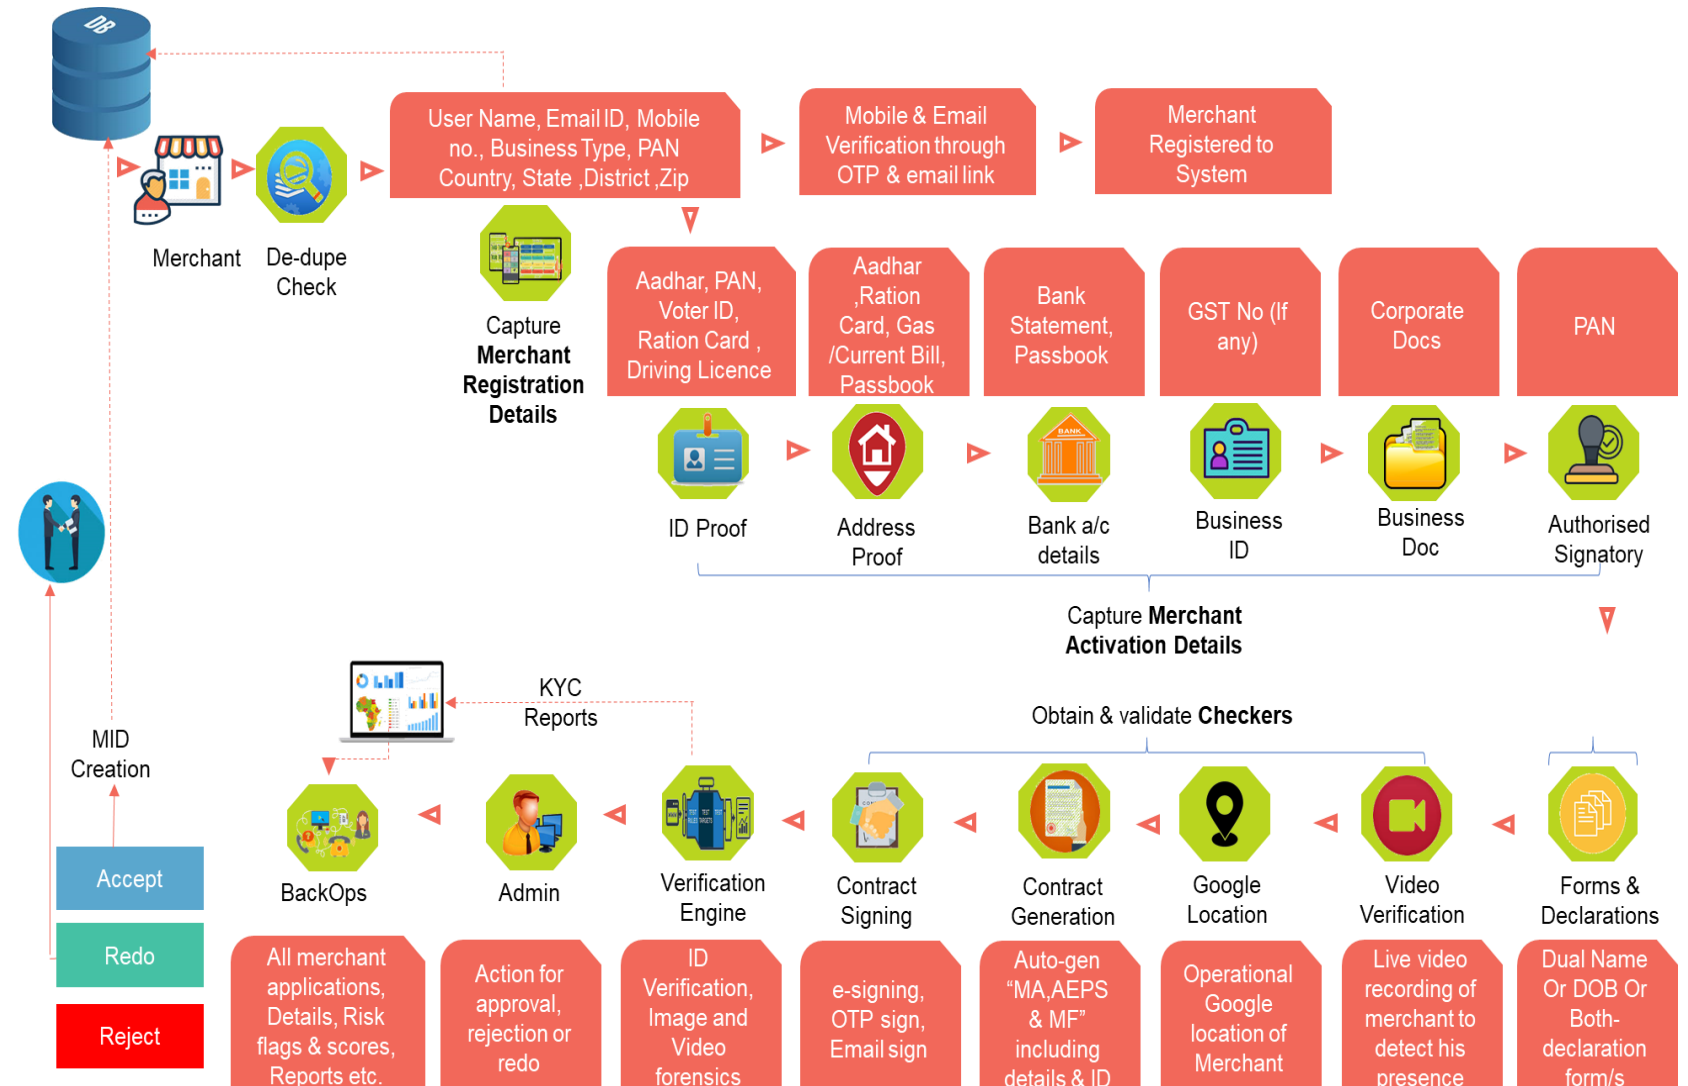 DB
User Name, Email ID, Mobile
no., Business Type, PAN
Country, State ,District ,Zip
Mobile & Email
Verification through
OTP & email link
Merchant
Registered to
System
Merchant
De-dupe
Check
Capture
Merchant
Registration
Details
Aadhar, PAN,
Voter ID,
Ration Card ,
Driving Licence
Aadhar
,Ration
Card, Gas
/Current Bill,
Passbook
Bank
Statement,
Passbook
GST No (If
any)
Corporate
Docs
PAN
BANK
ID Proof
Address
Proof
Bank a/c
details
Business
ID
Business
Doc
Authorised
Signatory
Capture Merchant
Activation Details
KYC
Reports
Obtain & validate Checkers
MID
Creation
Accept
Redo
Reject
BackOps
Admin
Verification
Engine
Contract
Signing
Contract
Generation
Google
Location
Video
Verification
Forms &
Declarations
All merchant
applications,
Details, Risk
flags & scores,
Reports etc.
Action for
approval,
rejection or
redo
ID
Verification,
Image and
Video
forensics
e-signing,
OTP sign,
Email sign
Auto-gen
“MA,AEPS
& MF”
including
details & ID
Operational
Google
location of
Merchant
Live video
recording of
merchant to
detect his
presence
Dual Name
Or DOB Or
Both-
declaration
form/s